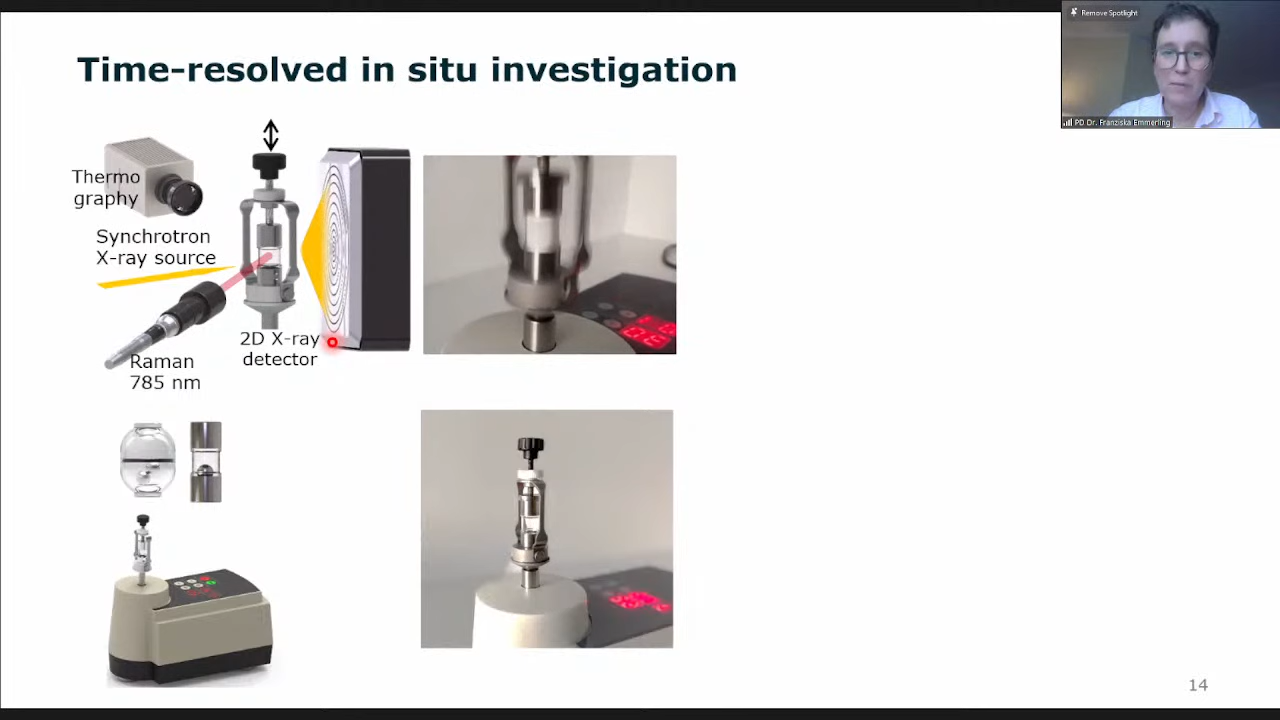 Remove Spotlight
PD Dr. Franziska Emmerling
Time-resolved in situ investigation
Thermo
graphy
Synchrotron
X-ray source
2D X-ray
detector
Raman
785 nm
14